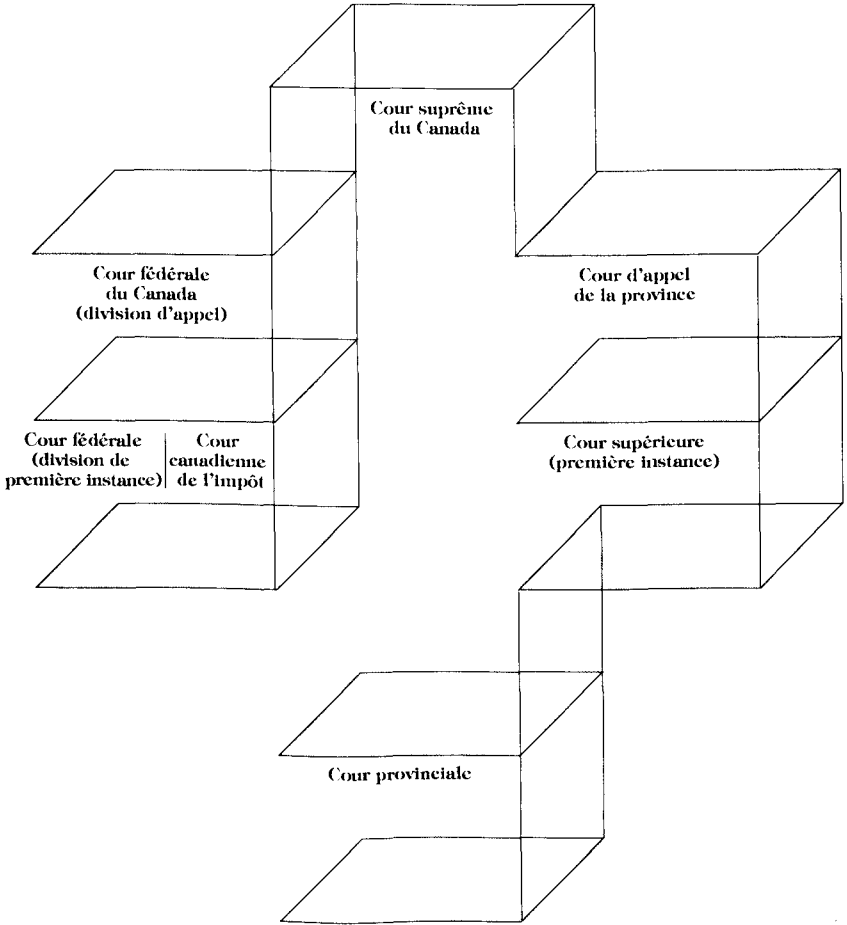 Cour suprême
du Canada
Cour fédérale
du Canada
(division d'appel)
Cour d'appel
de la province
Cour fédérale
(division de
première instance)
Cour
canadienne
de l'impôt
Cour supérieure
(première instance)
Cour provinciale